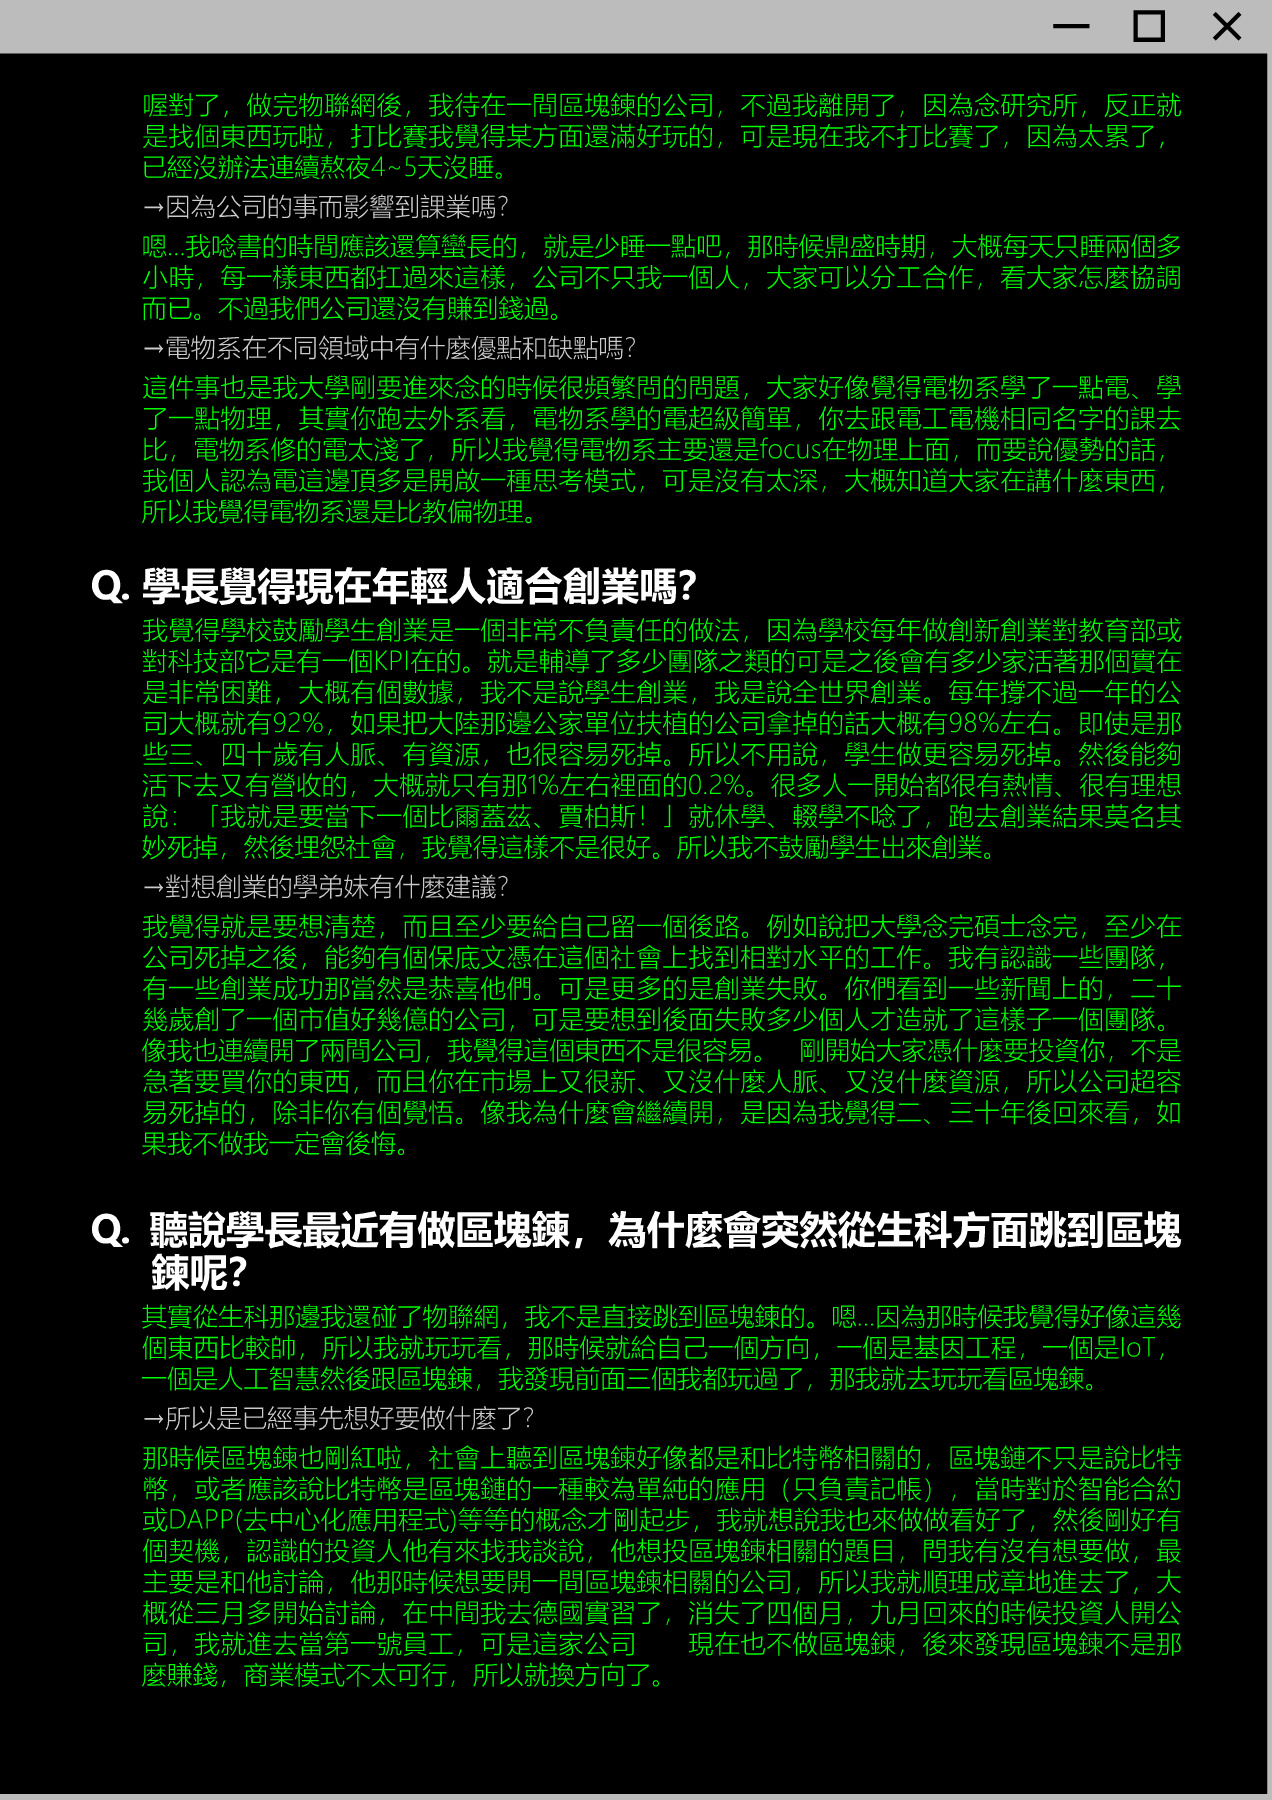 喔對了，做完物聯網後，我待在一間區塊鍊的公司，不過我離開了，因為念研究所，反正就
是找個東西玩啦，打比賽我覺得某方面還滿好玩的，可是現在我不打比賽了，因為太累了，
已經沒辦法連續熬夜4~5天沒睡。
→因為公司的事而影響到課業嗎？
嗯...我唸書的時間應該還算蠻長的，就是少睡一點吧，那時候鼎盛時期，大概每天只睡兩個多
小時，每一樣東西都扛過來這樣，公司不只我一個人，大家可以分工合作，看大家怎麼協調
而已。不過我們公司還沒有賺到錢過。
→電物系在不同領域中有什麼優點和缺點嗎？
這件事也是我大學剛要進來念的時候很頻繁問的問題，大家好像覺得電物系學了一點電、學
了一點物理，其實你跑去外系看，電物系學的電超級簡單，你去跟電工電機相同名字的課去
比，電物系修的電太淺了，所以我覺得電物系主要還是focus在物理上面，而要說優勢的話，
我個人認為電這邊頂多是開啟一種思考模式，可是沒有太深，大概知道大家在講什麼東西，
所以我覺得電物系還是比教偏物理。
Q. 學長覺得現在年輕人適合創業嗎？
我覺得學校鼓勵學生創業是一個非常不負責任的做法，因為學校每年做創新創業對教育部或
對科技部它是有一個KPI在的。就是輔導了多少團隊之類的可是之後會有多少家活著那個實在
是非常困難，大概有個數據，我不是說學生創業，我是說全世界創業。每年撐不過一年的公
司大概就有92%，如果把大陸那邊公家單位扶植的公司拿掉的話大概有98%左右。即使是那
些三、四十歲有人脈、有資源，也很容易死掉。所以不用說，學生做更容易死掉。然後能夠
活下去又有營收的，大概就只有那1%左右裡面的0.2%。很多人一開始都很有熱情、很有理想
說：「我就是要當下一個比爾蓋茲、賈柏斯！」就休學、輟學不唸了，跑去創業結果莫名其
妙死掉，然後埋怨社會，我覺得這樣不是很好。所以我不鼓勵學生出來創業。
→對想創業的學弟妹有什麼建議？
我覺得就是要想清楚，而且至少要給自己留一個後路。例如說把大學念完碩士念完，至少在
公司死掉之後，能夠有個保底文憑在這個社會上找到相對水平的工作。我有認識一些團隊，
有一些創業成功那當然是恭喜他們。可是更多的是創業失敗。你們看到一些新聞上的，二十
幾歲創了一個市值好幾億的公司，可是要想到後面失敗多少個人才造就了這樣子一個團隊。
像我也連續開了兩間公司，我覺得這個東西不是很容易。　剛開始大家憑什麼要投資你，不是
急著要買你的東西，而且你在市場上又很新、又沒什麼人脈、又沒什麼資源，所以公司超容
易死掉的，除非你有個覺悟。像我為什麼會繼續開，是因為我覺得二、三十年後回來看，如
果我不做我一定會後悔。
Q. 聽說學長最近有做區塊鍊，為什麼會突然從生科方面跳到區塊
鍊呢？
其實從生科那邊我還碰了物聯網，我不是直接跳到區塊鍊的。嗯...因為那時候我覺得好像這幾
個東西比較帥，所以我就玩玩看，那時候就給自己一個方向，一個是基因工程，一個是IoT，
一個是人工智慧然後跟區塊鍊，我發現前面三個我都玩過了，那我就去玩玩看區塊鍊。
→所以是已經事先想好要做什麼了？
那時候區塊鍊也剛紅啦，社會上聽到區塊鍊好像都是和比特幣相關的，區塊鏈不只是說比特
幣，或者應該說比特幣是區塊鏈的一種較為單純的應用（只負責記帳），當時對於智能合約
或DAPP(去中心化應用程式)等等的概念才剛起步，我就想說我也來做做看好了，然後剛好有
個契機，認識的投資人他有來找我談說，他想投區塊鍊相關的題目，問我有沒有想要做，最
主要是和他討論，他那時候想要開一間區塊鍊相關的公司，所以我就順理成章地進去了，大
概從三月多開始討論，在中間我去德國實習了，消失了四個月，九月回來的時候投資人開公
司，我就進去當第一號員工，可是這家公司　　現在也不做區塊鍊，後來發現區塊鍊不是那
麼賺錢，商業模式不太可行，所以就換方向了。